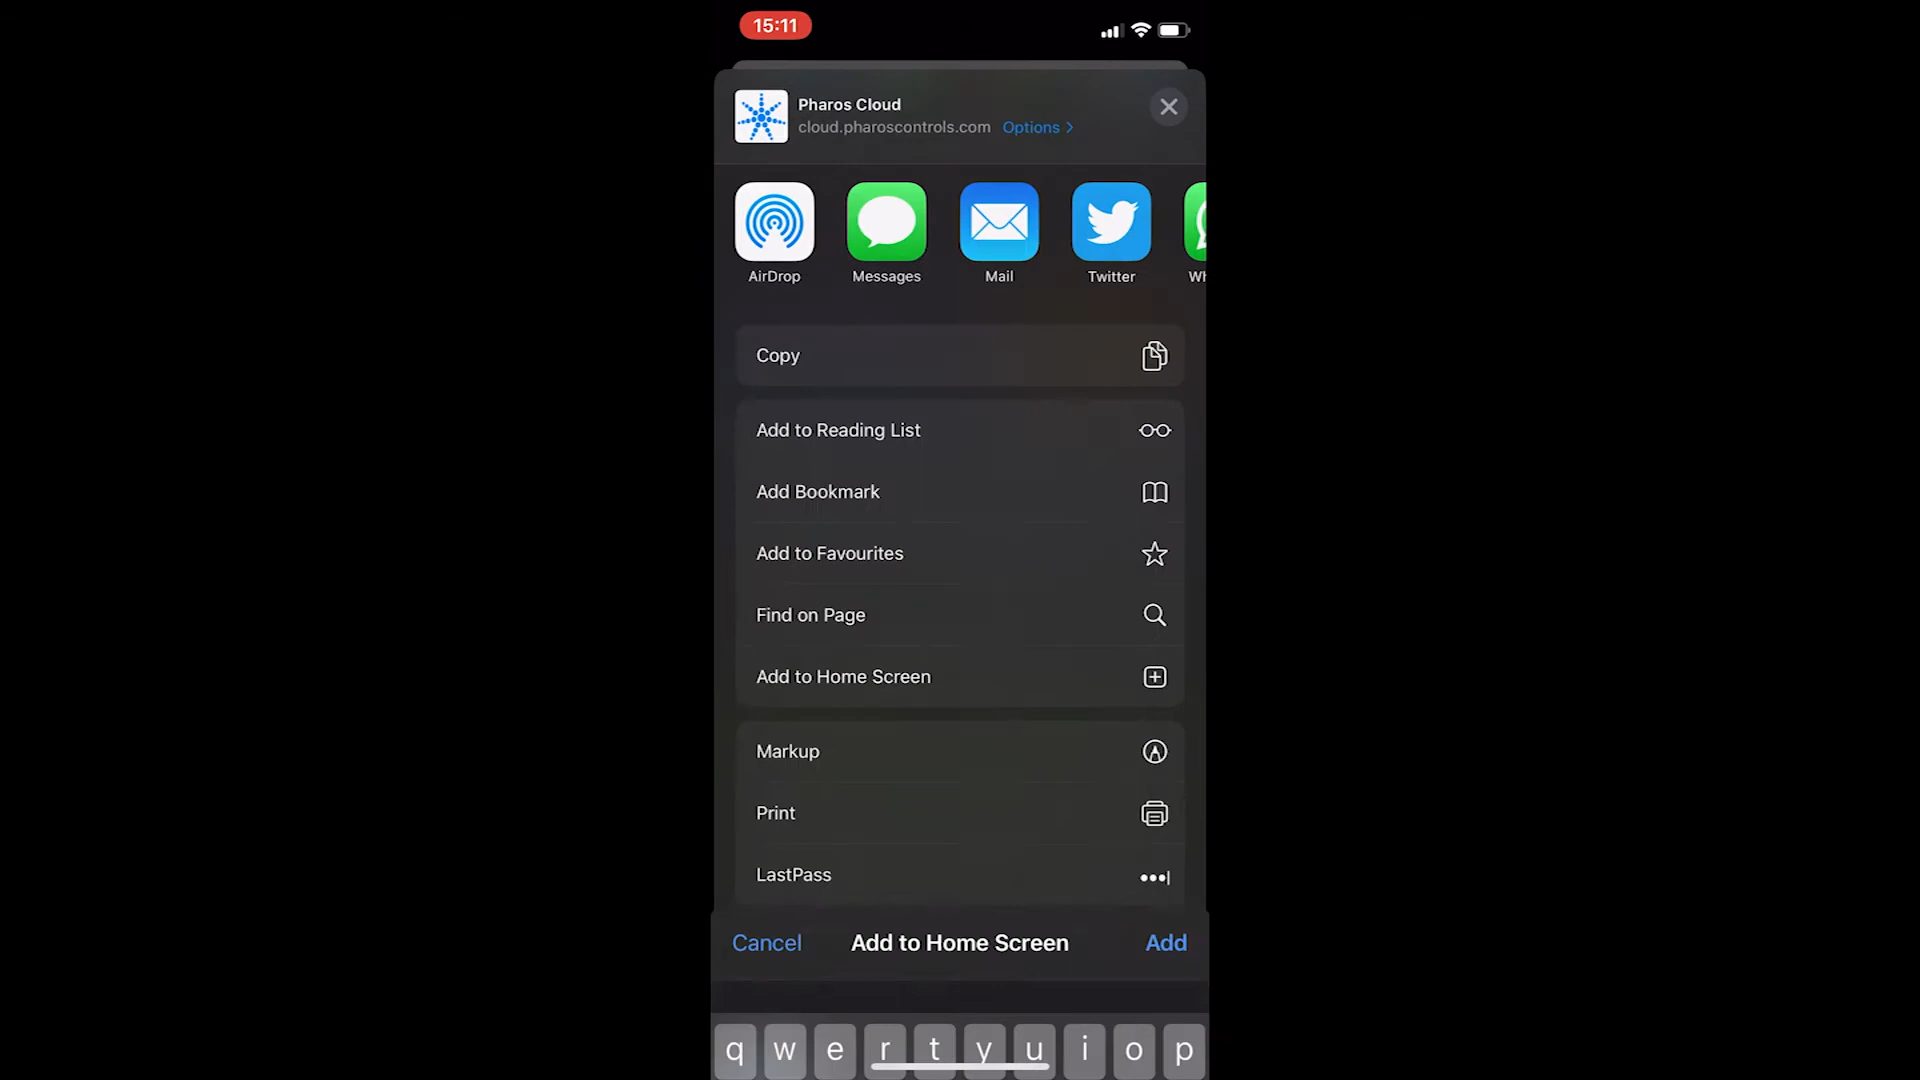 15:11
Pharos Cloud
cloud.pharoscontrols.com Options >
AirDrop Messages Mail Twitter Wh
Copy
Add to Reading List
Add Bookmark
Add to Favourites
Find on Page
Add to Home Screen
Markup
Print
LastPass
Cancel Add to Home Screen Add
q w e r t y u i o p